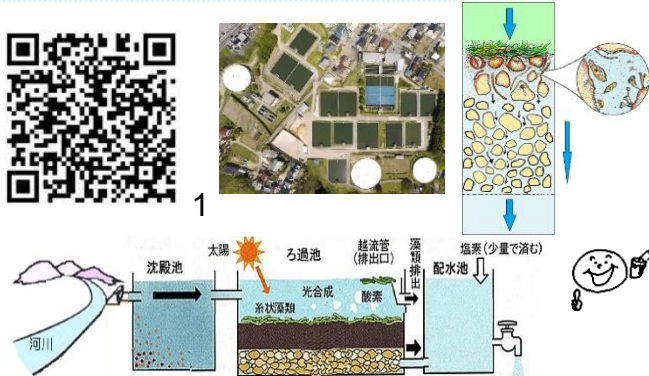 1
太陽
沈殿池
ろ過池
越流管
(排出口)
藻類排出
塩素(少量で済む)
配水池
光合成
酸素
糸状藻類
河川